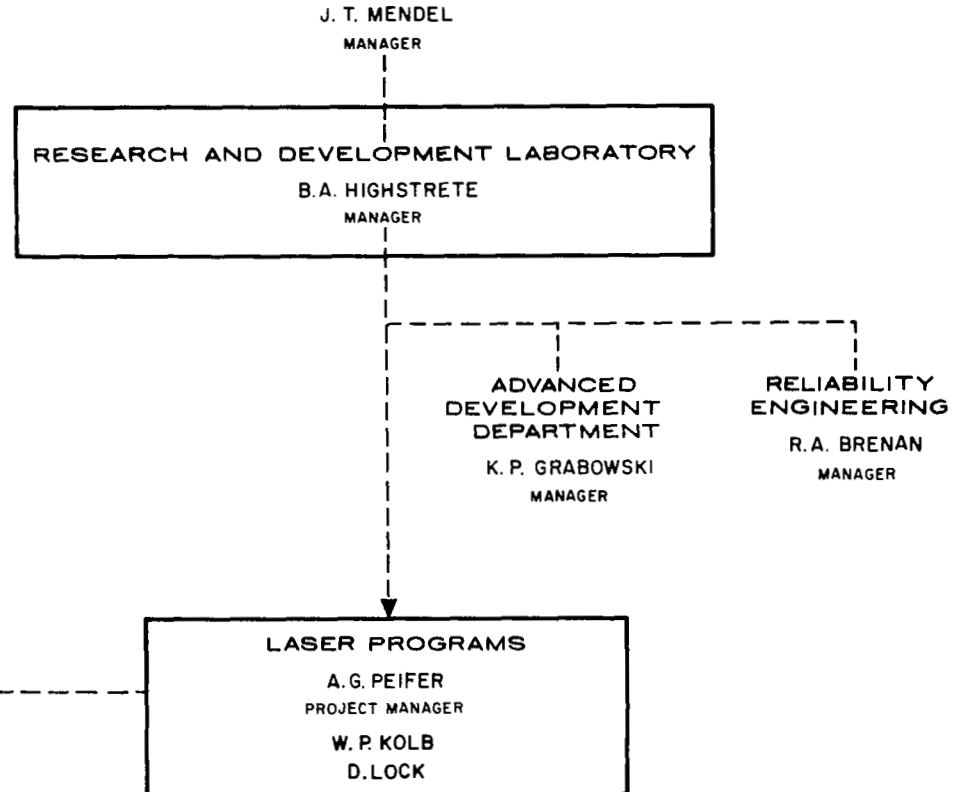 J. T. MENDEL
MANAGER
RESEARCH AND DEVELOPMENT LABORATORY
B.A. HIGHSTRETE
MANAGER
ADVANCED
DEVELOPMENT
DEPARTMENT
K. P. GRABOWSKI
MANAGER
RELIABILITY
ENGINEERING
R.A. BRENAN
MANAGER
LASER PROGRAMS
A.G. PEIFER
PROJECT MANAGER
W. P. KOLB
D. LOCK